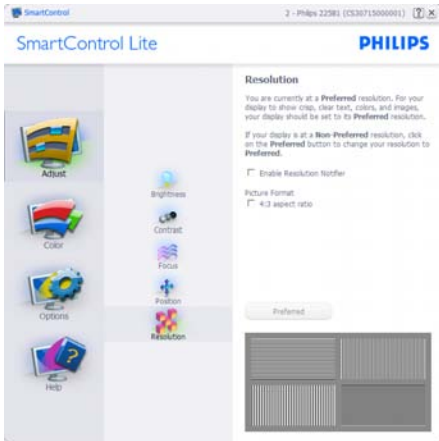 SmartControl
2 - Philips 225B1 (CS30715000001)
SmartControl Lite
PHILIPS
Adjust
Color
Options
Help
Brightness
Contrast
Focus
Position
Resolution
Resolution
You are currently at a Preferred resolution. For your
display to show crisp, clear text, colors, and images,
your display should be set to its Preferred resolution.
If your display is at a Non-Preferred resolution, click
on the Preferred button to change your resolution to
Preferred.
Enable Resolution Notifier
Picture Format
4:3 aspect ratio
Preferred